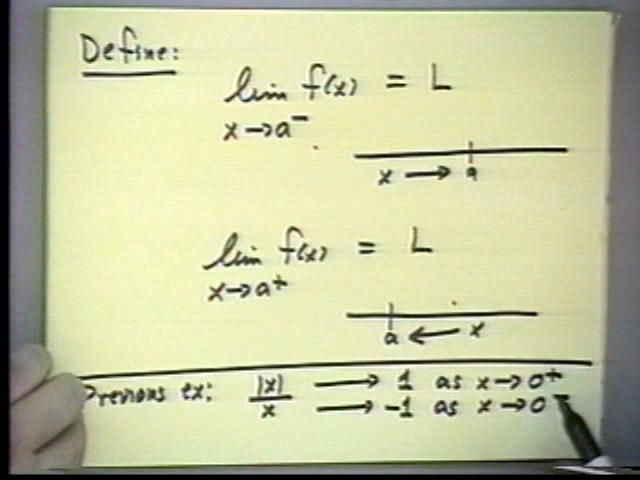 Define:
lim f(x) = L
x→a⁻
x → a
lim f(x) = L
x→a⁺
a ← x
Previous ex: |x|/x → 1 as x→0⁺
→ -1 as x→0